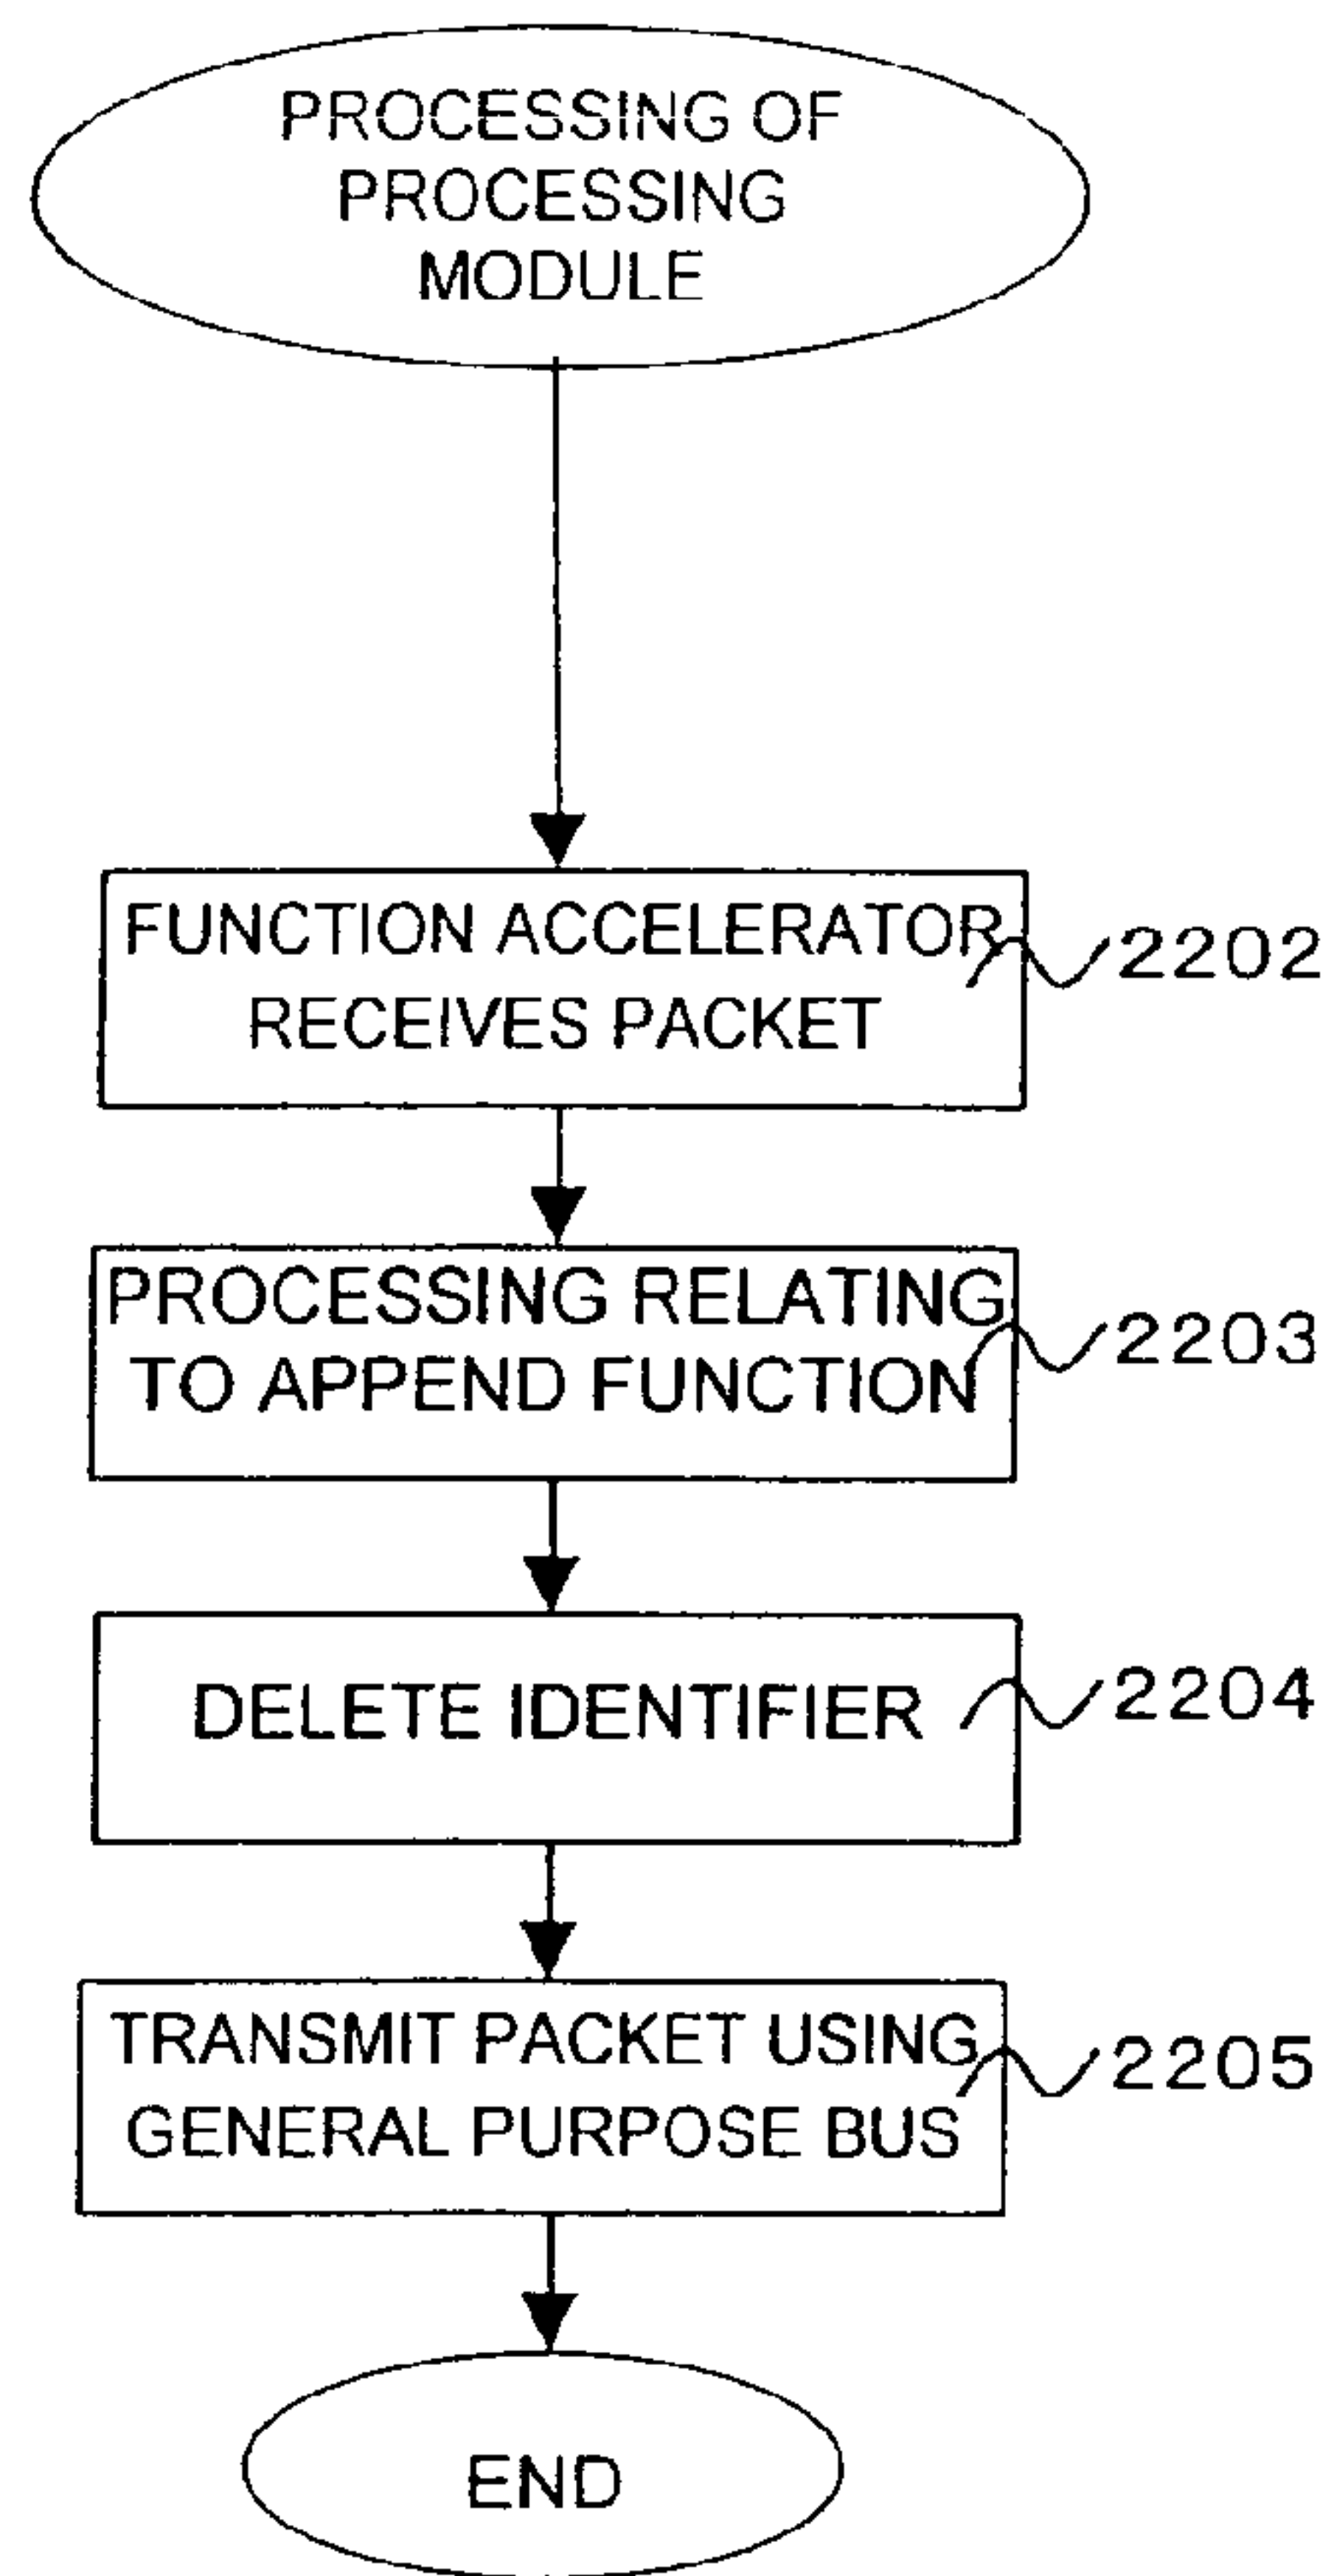 PROCESSING OF
PROCESSING
MODULE
FUNCTION ACCELERATOR
RECEIVES PACKET
2202
PROCESSING RELATING
TO APPEND FUNCTION
2203
DELETE IDENTIFIER
2204
TRANSMIT PACKET USING
GENERAL PURPOSE BUS
2205
END